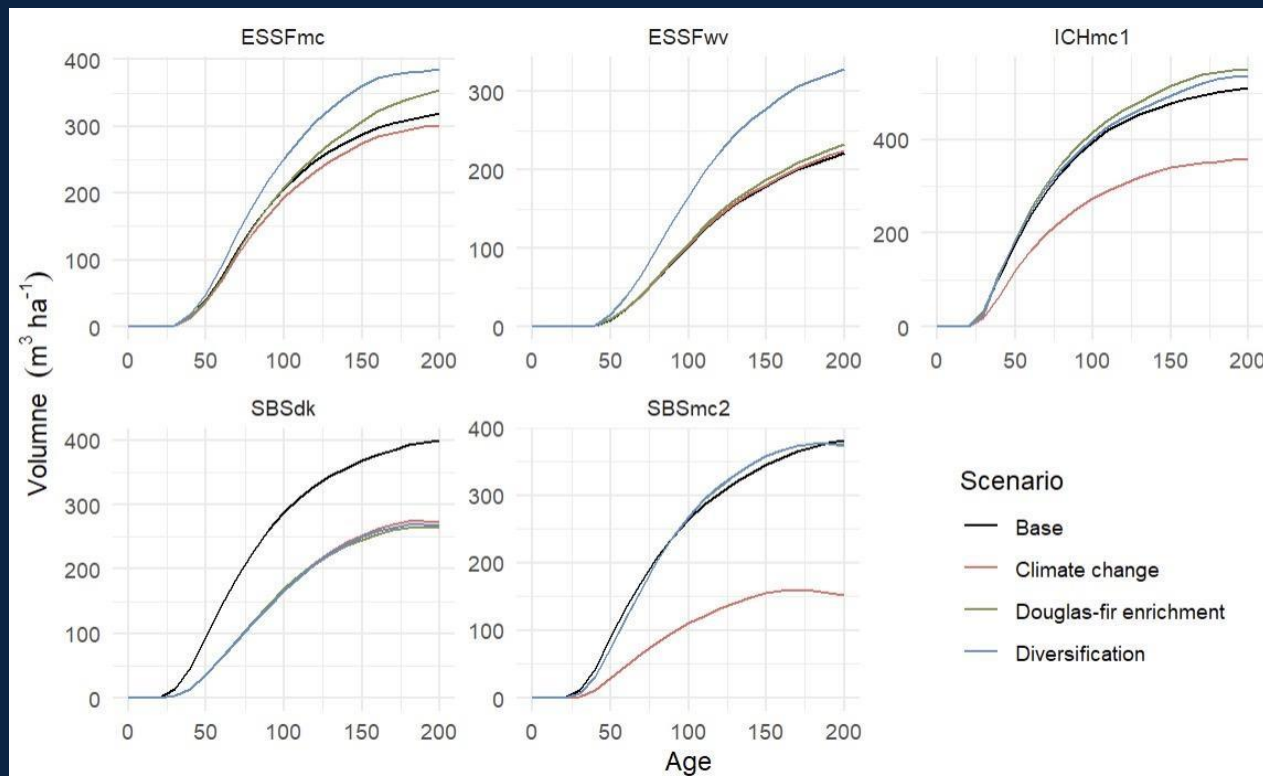 ESSFmc
ESSFwv
ICHmc1
400
300
200
100
0
300
200
100
0
400
200
0
0 50 100 150 200
0 50 100 150 200
0 50 100 150 200
Volumne (m³ ha⁻¹)
SBSdk
SBSmc2
400
300
200
100
0
400
300
200
100
0
0 50 100 150 200
0 50 100 150 200
Age
Scenario
Base
Climate change
Douglas-fir enrichment
Diversification